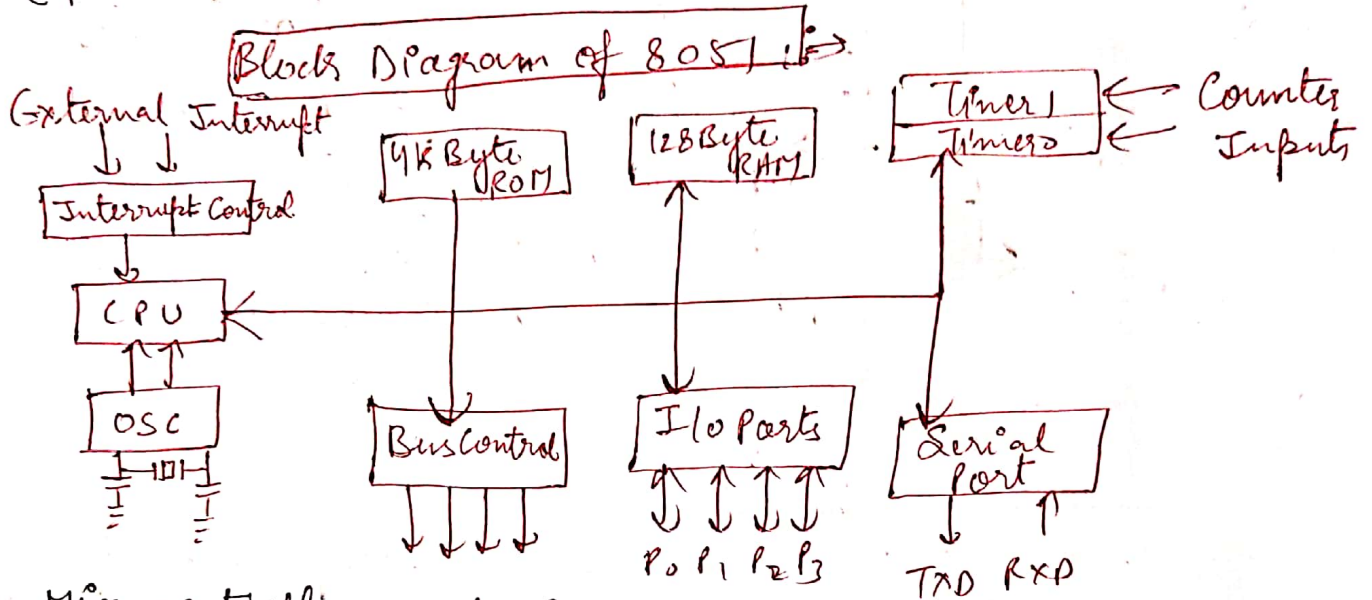 Block Diagram of 8051 :→
External Interrupt
Interrupt Control
CPU
OSC
4K Byte
ROM
128 Byte
RAM
Timer 1
Timer 0
Counter
Inputs
Bus Control
I/O Ports
P0 P1 P2 P3
Serial
Port
TXD RXD